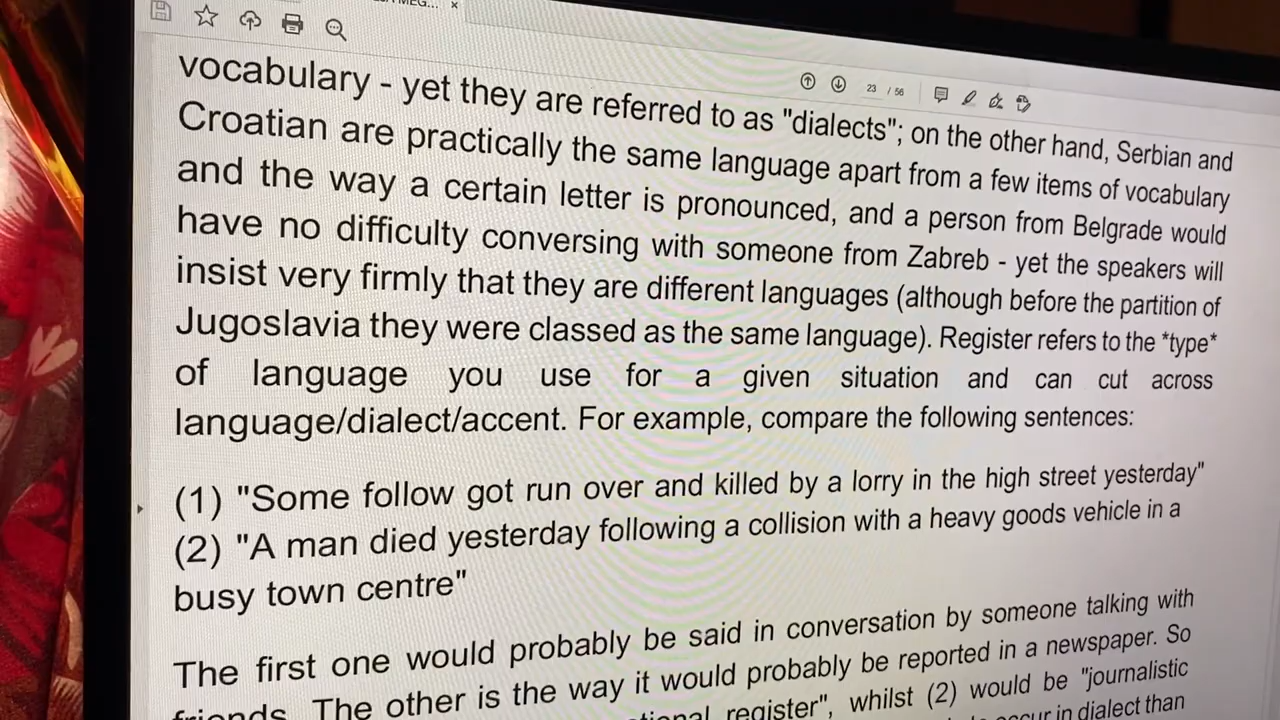 MEG...
23 / 56
vocabulary - yet they are referred to as "dialects"; on the other hand, Serbian and
Croatian are practically the same language apart from a few items of vocabulary
and the way a certain letter is pronounced, and a person from Belgrade would
have no difficulty conversing with someone from Zabreb - yet the speakers will
insist very firmly that they are different languages (although before the partition of
Jugoslavia they were classed as the same language). Register refers to the *type*
of language you use for a given situation and can cut across
language/dialect/accent. For example, compare the following sentences:
(1) "Some follow got run over and killed by a lorry in the high street yesterday"
(2) "A man died yesterday following a collision with a heavy goods vehicle in a
busy town centre"
The first one would probably be said in conversation by someone talking with
friends. The other is the way it would probably be reported in a newspaper. So
register", whilst (2) would be "journalistic
occur in dialect than